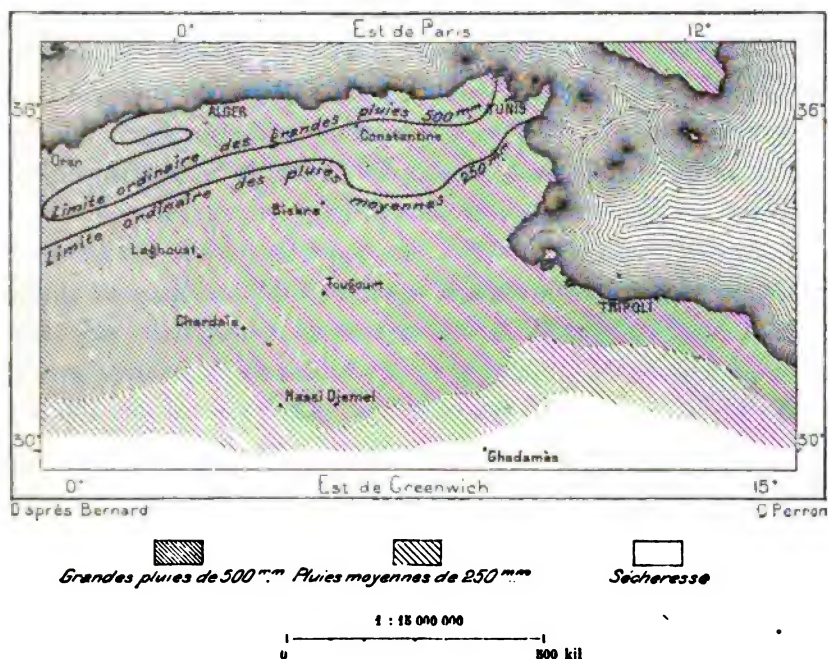 0° Est de Paris 12°
36° 36°
ALGER
TUNIS
Limite ordinaire des Grandes pluies 500mm
Constantine
Oran
Limite ordinaire des pluies moyennes 250mm
Biskra
Laghouat
Tougourt
TRIPOLI
Ghardaïa
Hassi Djemel
30° 30°
Ghadamès
0° Est de Greenwich 15°
D'après Bernard C Perron
Grandes pluies de 500mm Pluies moyennes de 250mm Sécheresse
1 : 15 000 000
0 500 kil